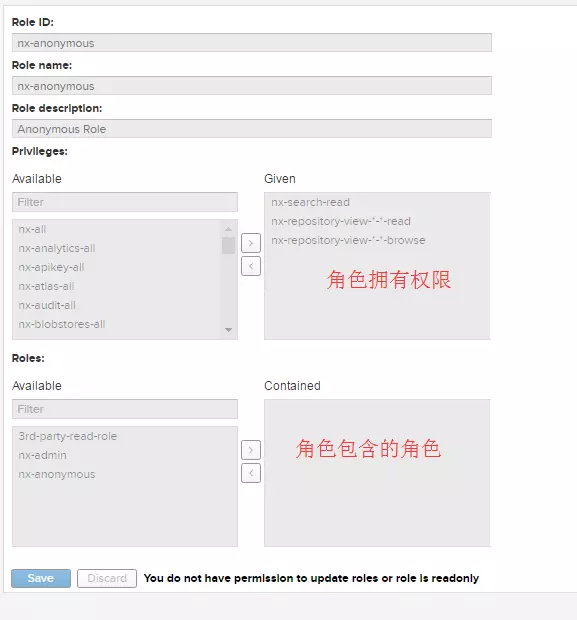 Role ID:
nx-anonymous
Role name:
nx-anonymous
Role description:
Anonymous Role
Privileges:
Available
Filter
nx-all
nx-analytics-all
nx-apikey-all
nx-atlas-all
nx-audit-all
nx-blobstores-all
Given
nx-search-read
nx-repository-view-*-*-read
nx-repository-view-*-*-browse
角色拥有权限
Roles:
Available
Filter
3rd-party-read-role
nx-admin
nx-anonymous
Contained
角色包含的角色
Save
Discard
You do not have permission to update roles or role is readonly